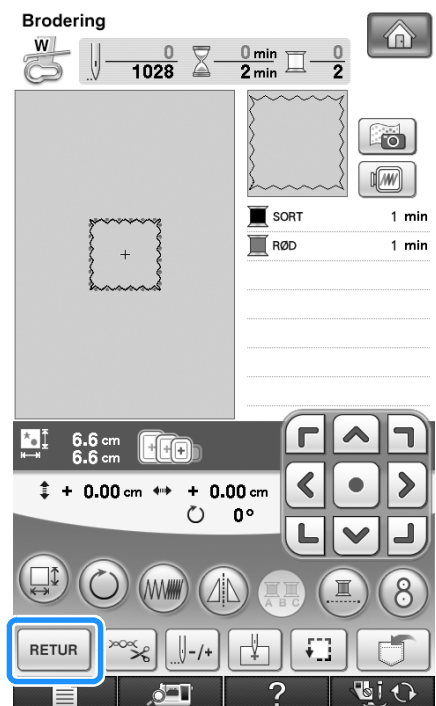 Brodering
W 0 0 min 0
1028 2 min 2
SORT 1 min
RØD 1 min
6.6 cm
6.6 cm
+ 0.00 cm + 0.00 cm
0°
A B C
8
RETUR
-/+
?